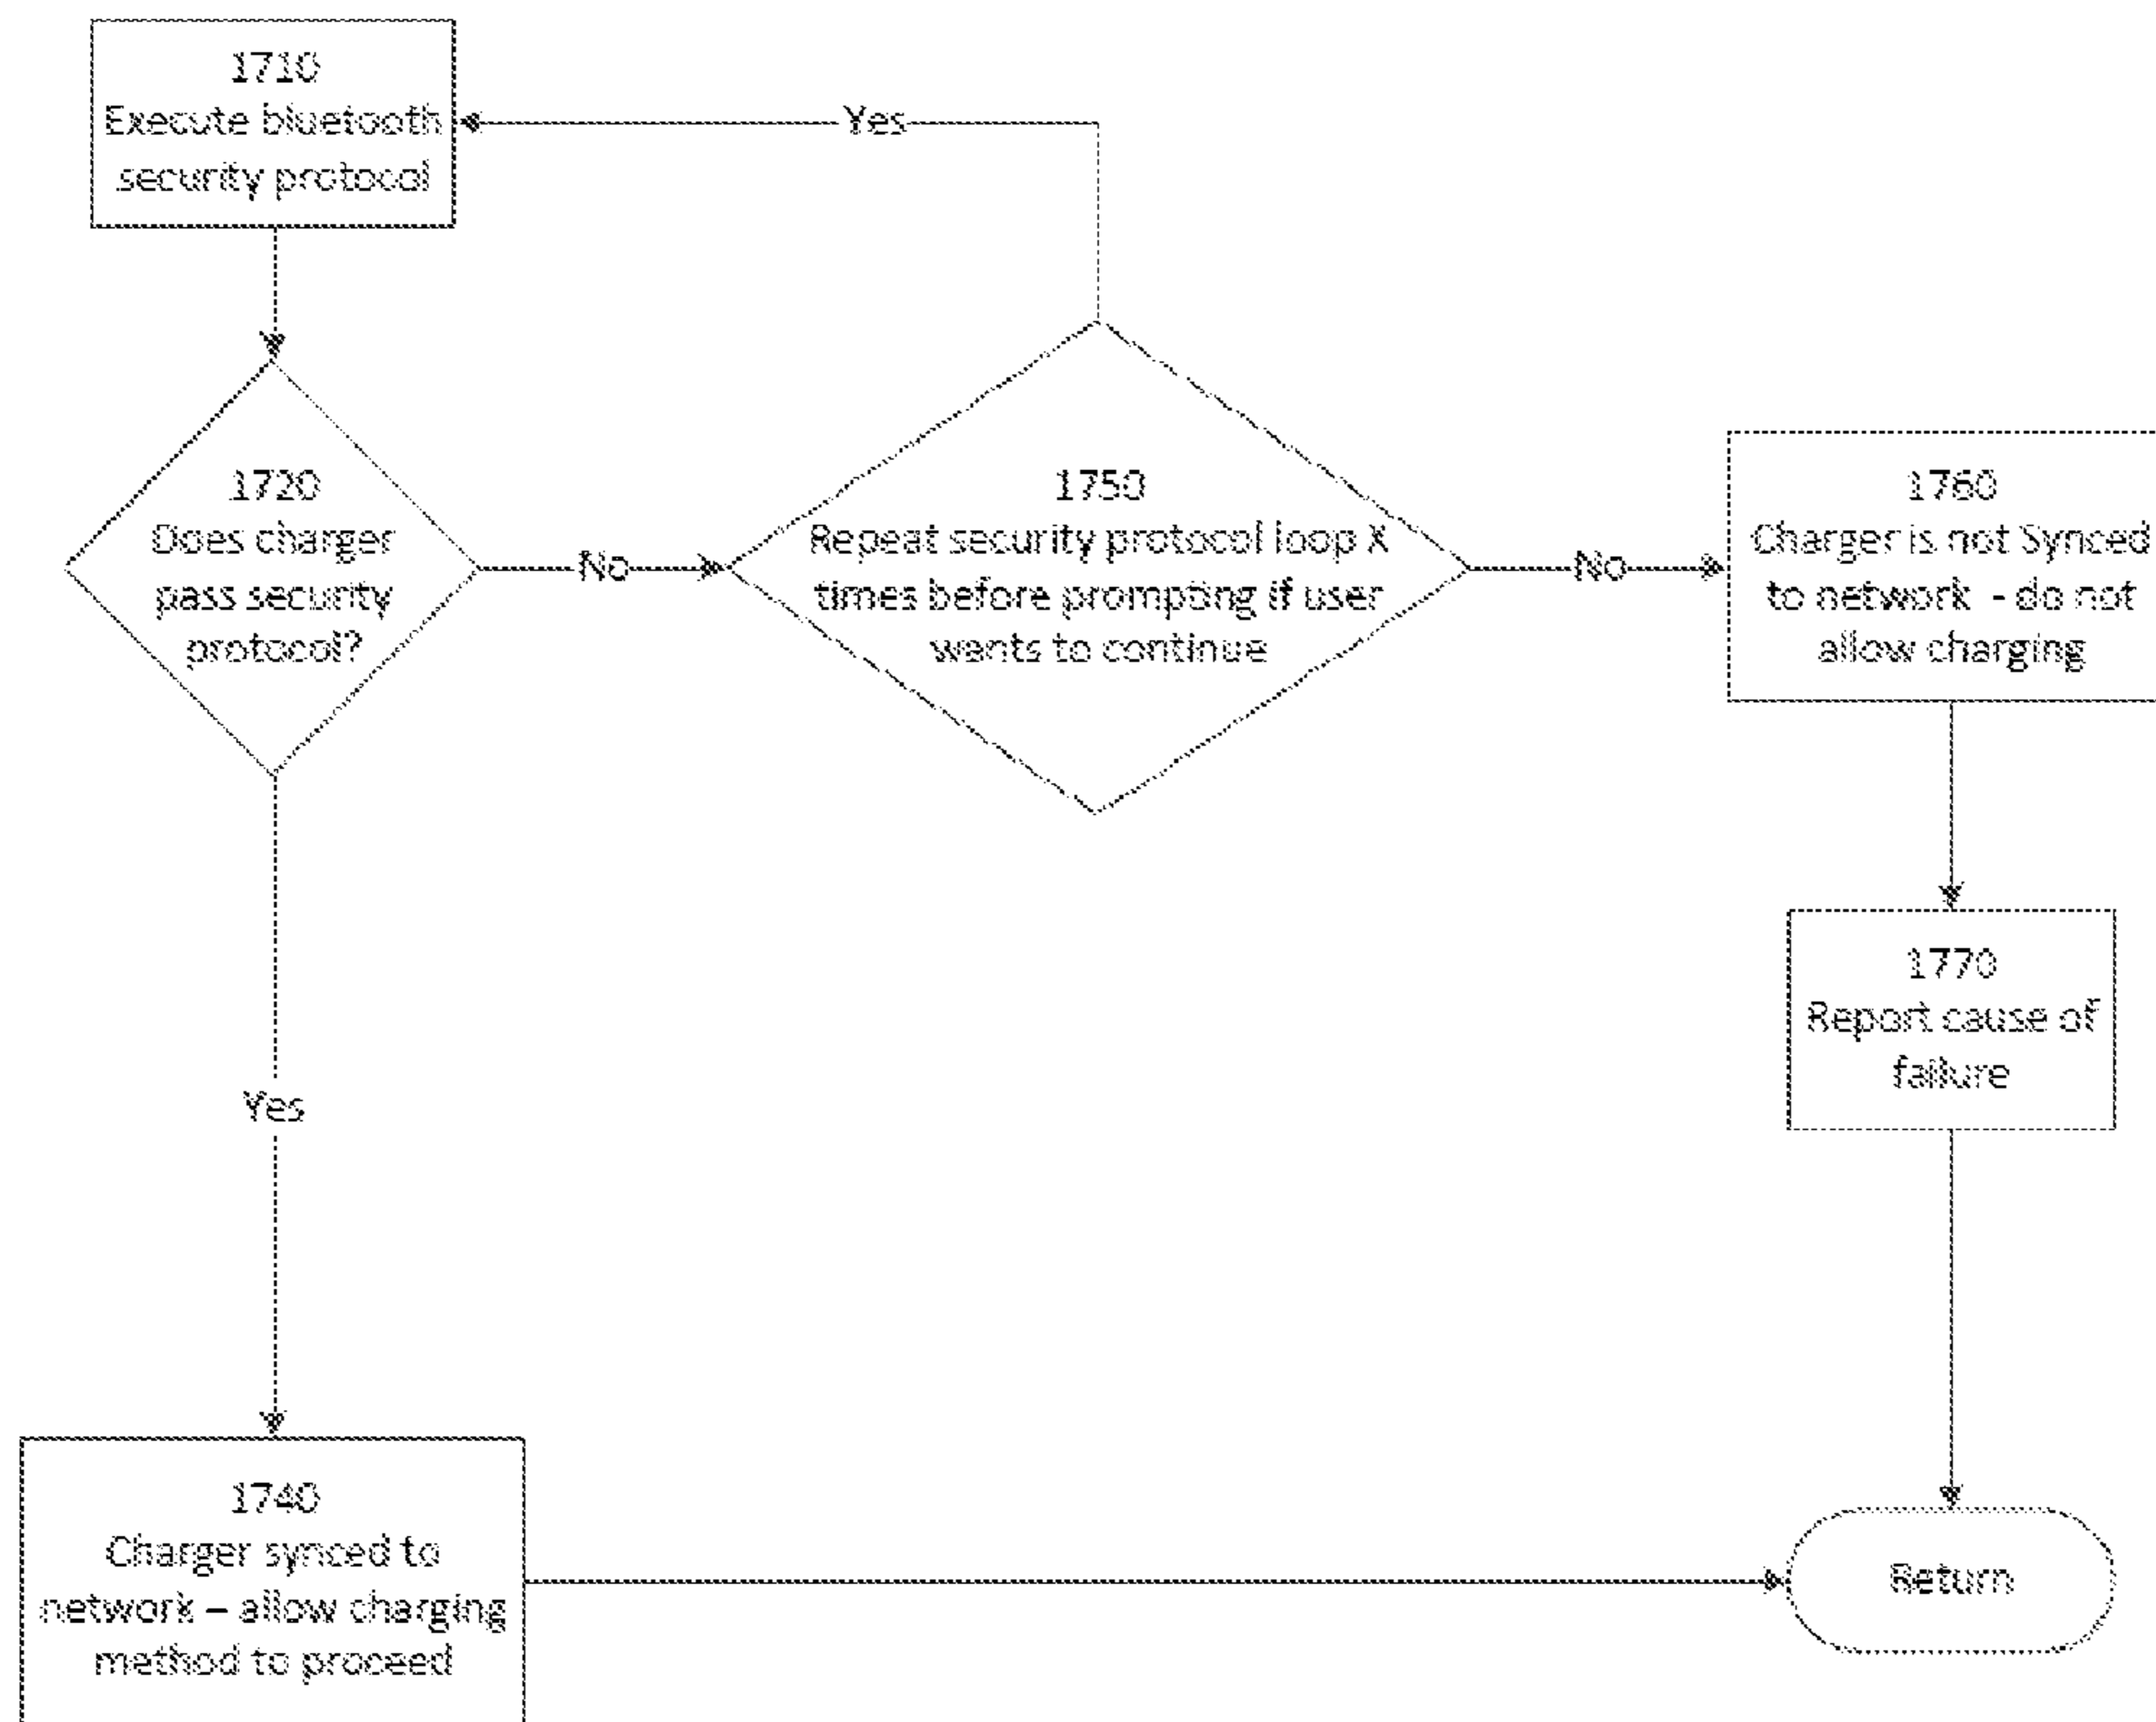 1710
Execute bluetooth
security protocol
Yes
1720
Does charger
pass security
protocol?
No
1750
Repeat security protocol loop X
times before prompting if user
wants to continue
No
1760
Charger is not Synced
to network - do not
allow charging
1770
Report cause of
failure
Yes
1740
Charger synced to
network – allow charging
method to proceed
Return